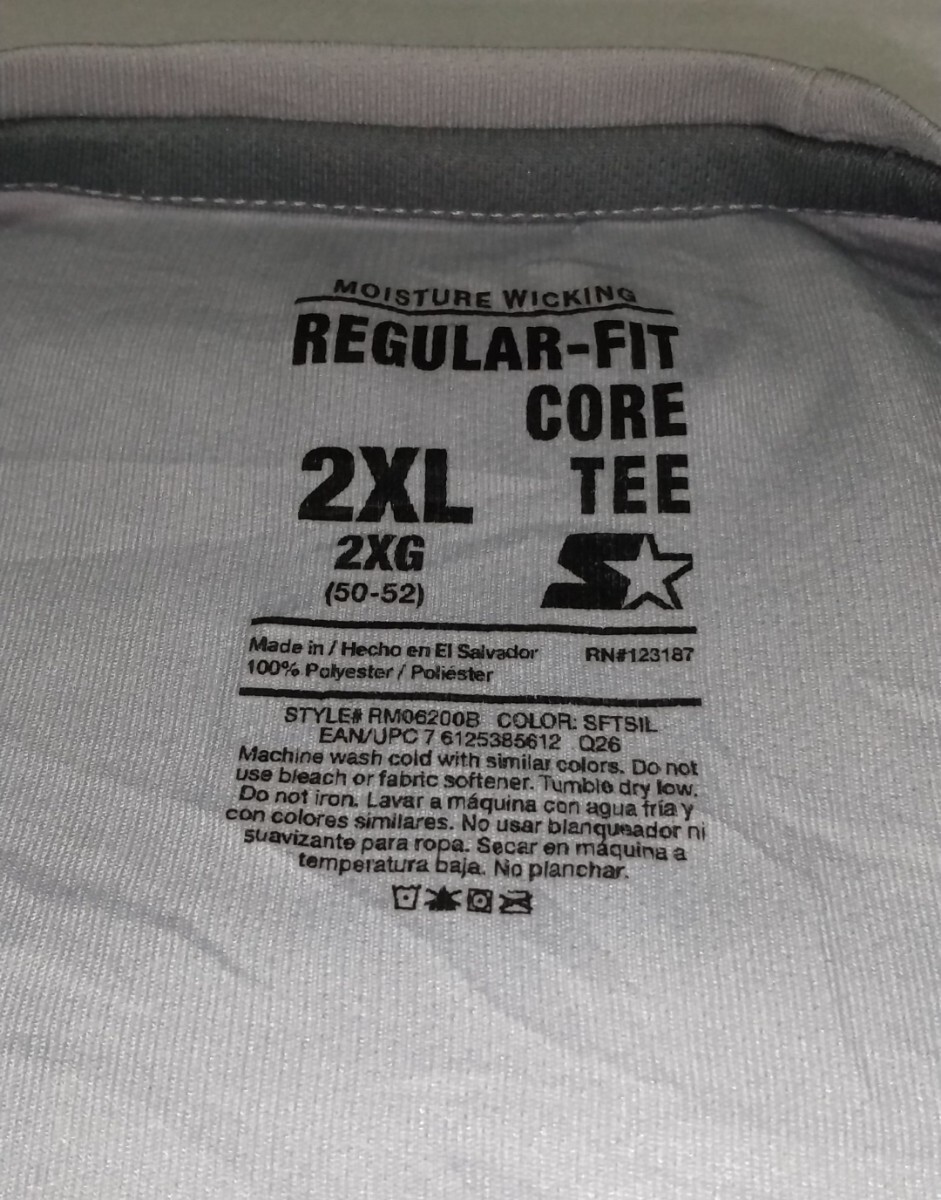 MOISTURE WICKING
REGULAR-FIT
CORE
2XL TEE
2XG
(50-52)
Made in / Hecho en El Salvador RN#123187
100% Polyester / Poliéster
STYLE# RM06200B COLOR: SFTSIL
EAN/UPC 7 6125385612 Q26
Machine wash cold with similar colors. Do not
use bleach or fabric softener. Tumble dry low.
Do not iron. Lavar a máquina con agua fría y
con colores similares. No usar blanqueador ni
suavizante para ropa. Secar en máquina a
temperatura baja. No planchar.